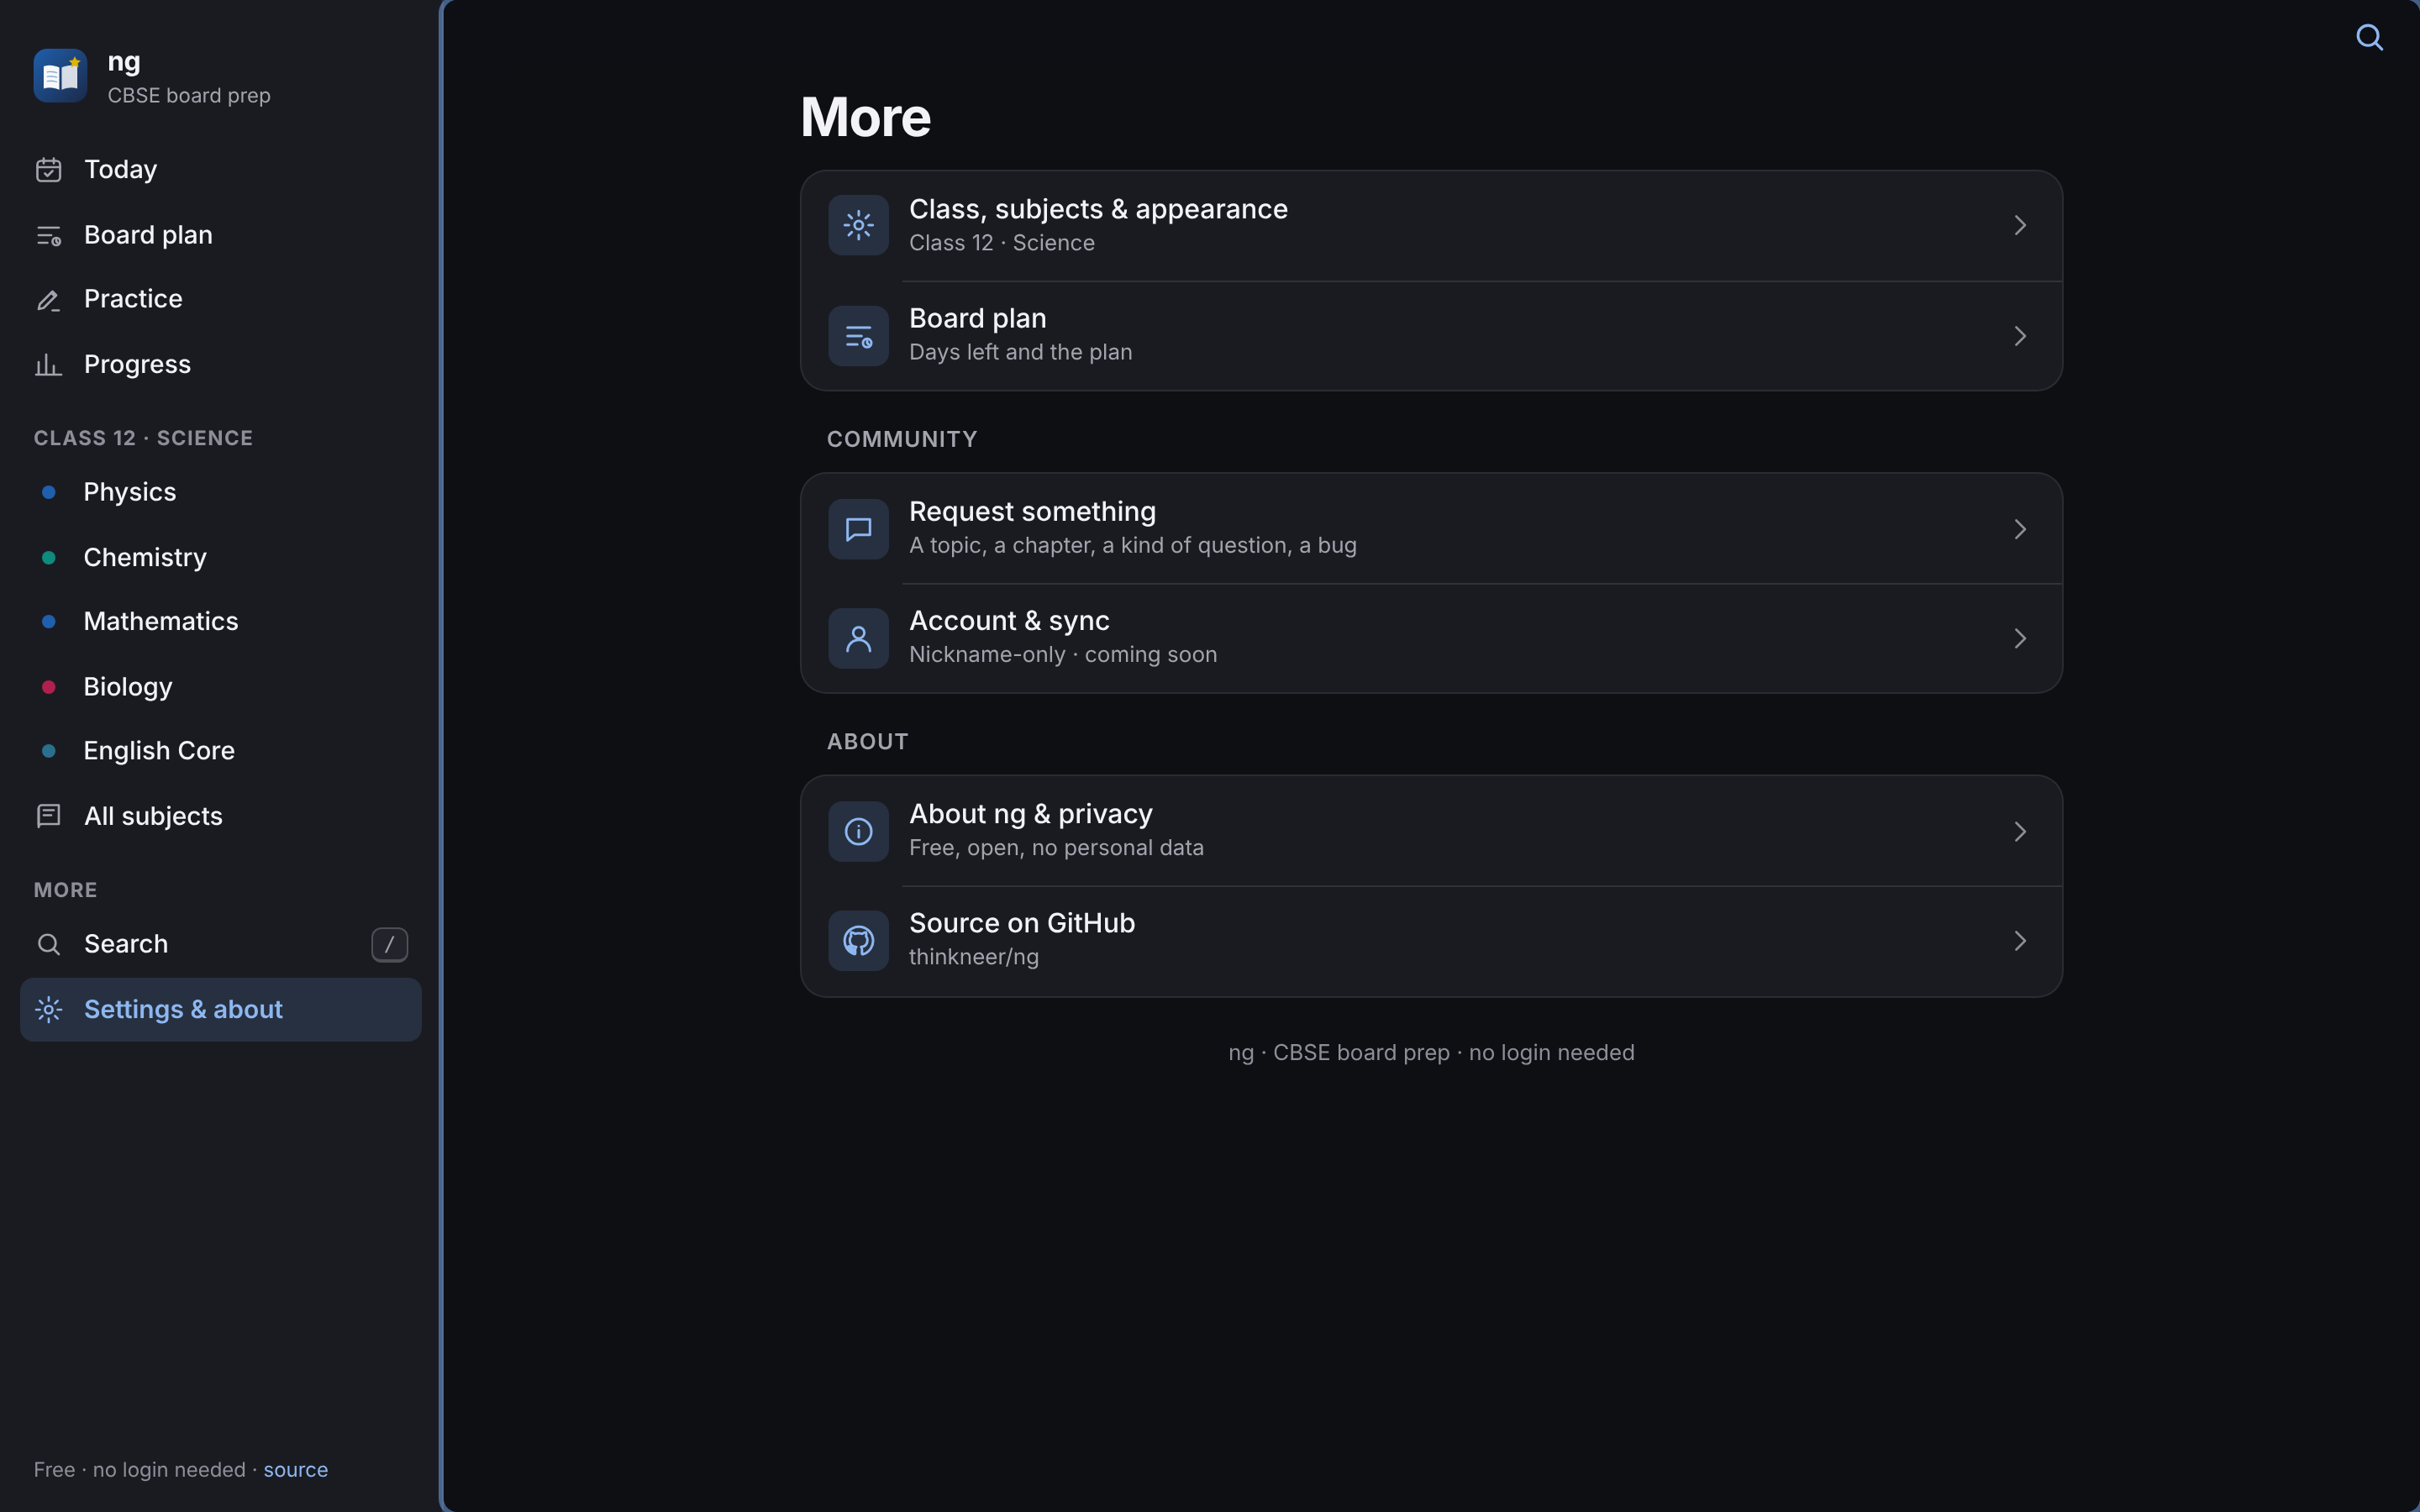 ng
CBSE board prep
Today
Board plan
Practice
Progress
CLASS 12 · SCIENCE
Physics
Chemistry
Mathematics
Biology
English Core
All subjects
MORE
Search /
Settings & about
Free · no login needed · source
More
Class, subjects & appearance
Class 12 · Science
Board plan
Days left and the plan
COMMUNITY
Request something
A topic, a chapter, a kind of question, a bug
Account & sync
Nickname-only · coming soon
ABOUT
About ng & privacy
Free, open, no personal data
Source on GitHub
thinkneer/ng
ng · CBSE board prep · no login needed